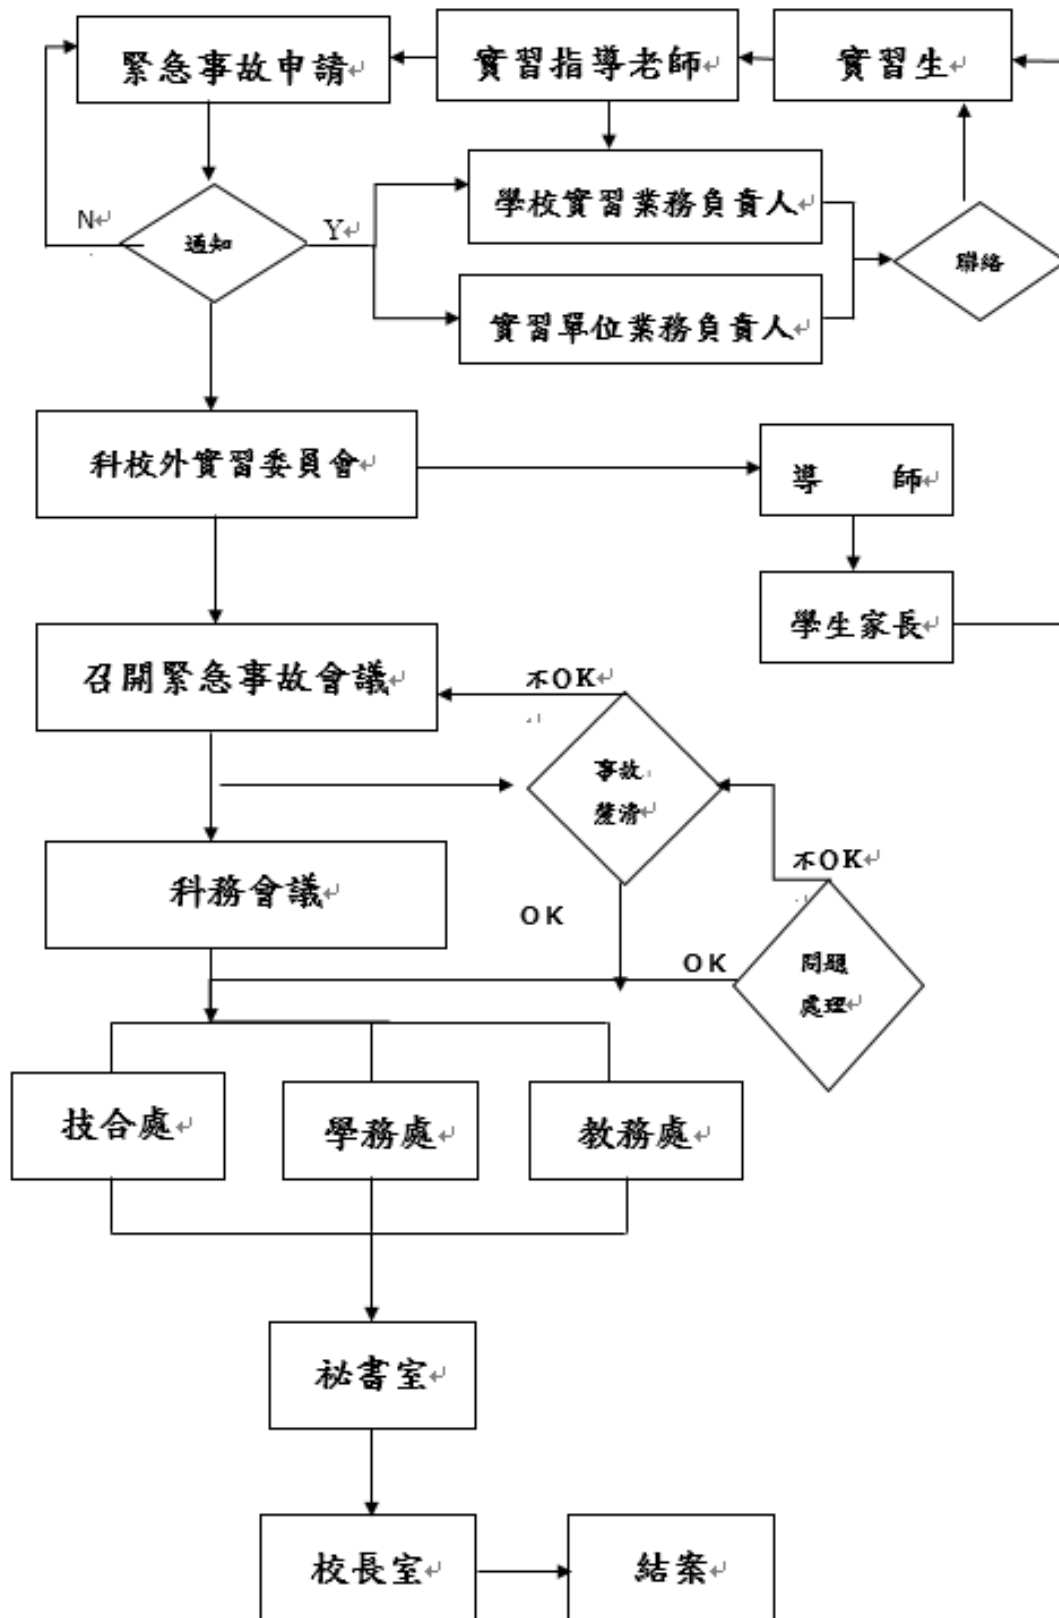 緊急事故申請
實習指導老師
實習生
學校實習業務負責人
N
通知
Y
聯絡
實習單位業務負責人
科校外實習委員會
導 師
學生家長
召開緊急事故會議
不OK
事故
釐清
不OK
科務會議
OK
OK
問題
處理
技合處
學務處
教務處
祕書室
校長室
結案